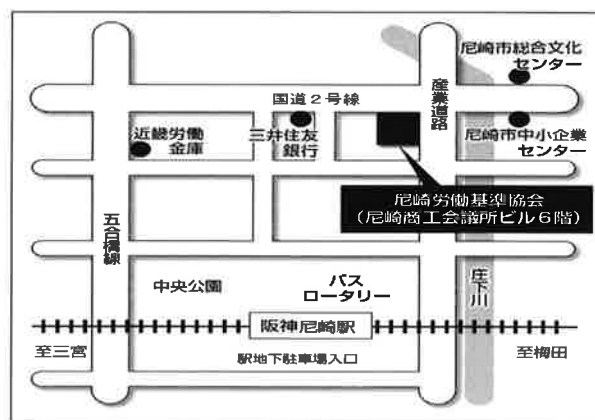 尼崎市総合文化
センター
国道2号線
産業道路
近畿労働
金庫
三井住友
銀行
尼崎市中小企業
センター
尼崎労働基準協会
(尼崎商工会議所ビル6階)
五合橋線
中央公園
バス
ロータリー
庄下川
阪神尼崎駅
至三宮
駅地下駐車場入口
至梅田